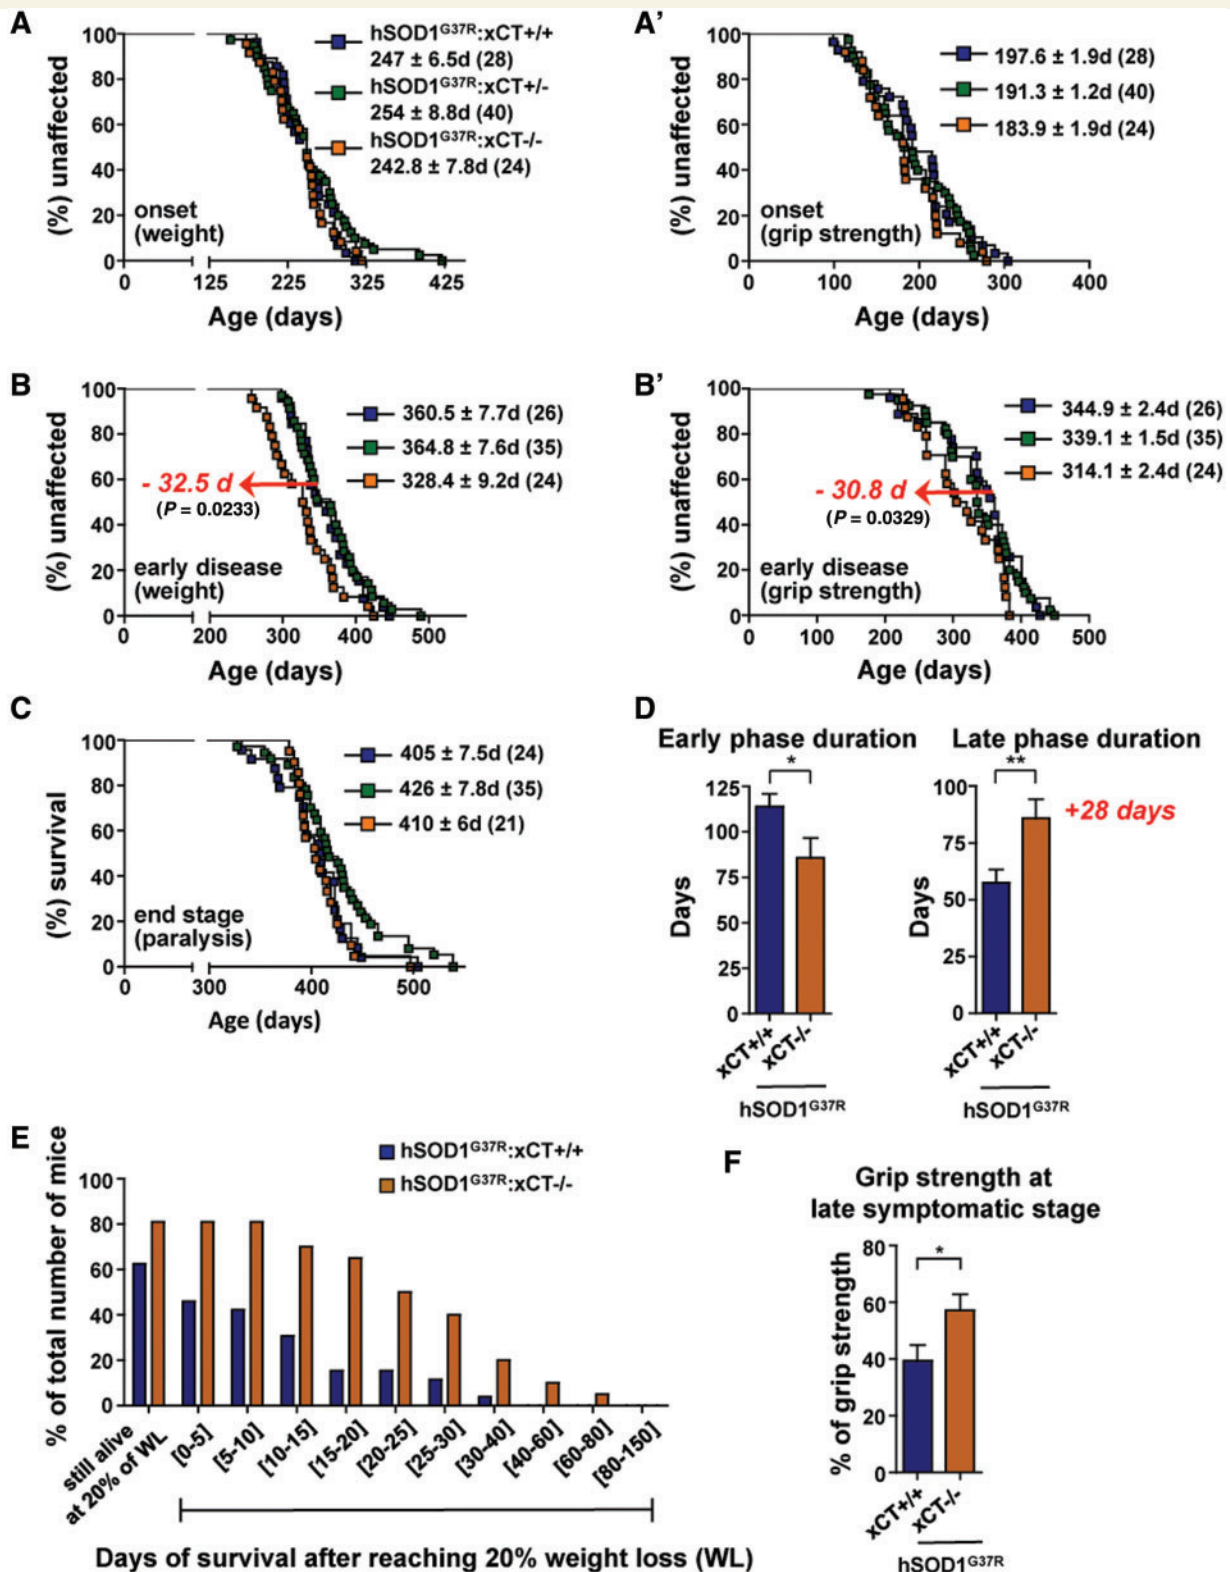 A
100
80
60
40
20
0
(%) unaffected
onset
(weight)
0 125 225 325 425
Age (days)
hSOD1G37R:xCT+/+
247 ± 6.5d (28)
hSOD1G37R:xCT+/-
254 ± 8.8d (40)
hSOD1G37R:xCT-/-
242.8 ± 7.8d (24)
A’
100
80
60
40
20
0
(%) unaffected
onset
(grip strength)
0 100 200 300 400
Age (days)
197.6 ± 1.9d (28)
191.3 ± 1.2d (40)
183.9 ± 1.9d (24)
B
100
80
60
40
20
0
(%) unaffected
- 32.5 d
(P = 0.0233)
early disease
(weight)
0 200 300 400 500
Age (days)
360.5 ± 7.7d (26)
364.8 ± 7.6d (35)
328.4 ± 9.2d (24)
B’
100
80
60
40
20
0
(%) unaffected
- 30.8 d
(P = 0.0329)
early disease
(grip strength)
0 100 200 300 400 500
Age (days)
344.9 ± 2.4d (26)
339.1 ± 1.5d (35)
314.1 ± 2.4d (24)
C
100
80
60
40
20
0
(%) survival
end stage
(paralysis)
0 300 400 500
Age (days)
405 ± 7.5d (24)
426 ± 7.8d (35)
410 ± 6d (21)
D
Early phase duration
125
100
75
50
25
0
Days
*
xCT+/+
xCT-/-
hSOD1G37R
Late phase duration
100
75
50
25
0
Days
**
+28 days
xCT+/+
xCT-/-
hSOD1G37R
E
hSOD1G37R:xCT+/+
hSOD1G37R:xCT-/-
100
80
60
40
20
0
% of total number of mice
still alive
at 20% of WL
[0-5]
[5-10]
[10-15]
[15-20]
[20-25]
[25-30]
[30-40]
[40-60]
[60-80]
[80-150]
Days of survival after reaching 20% weight loss (WL)
F
Grip strength at
late symptomatic stage
80
60
40
20
0
% of grip strength
*
xCT+/+
xCT-/-
hSOD1G37R